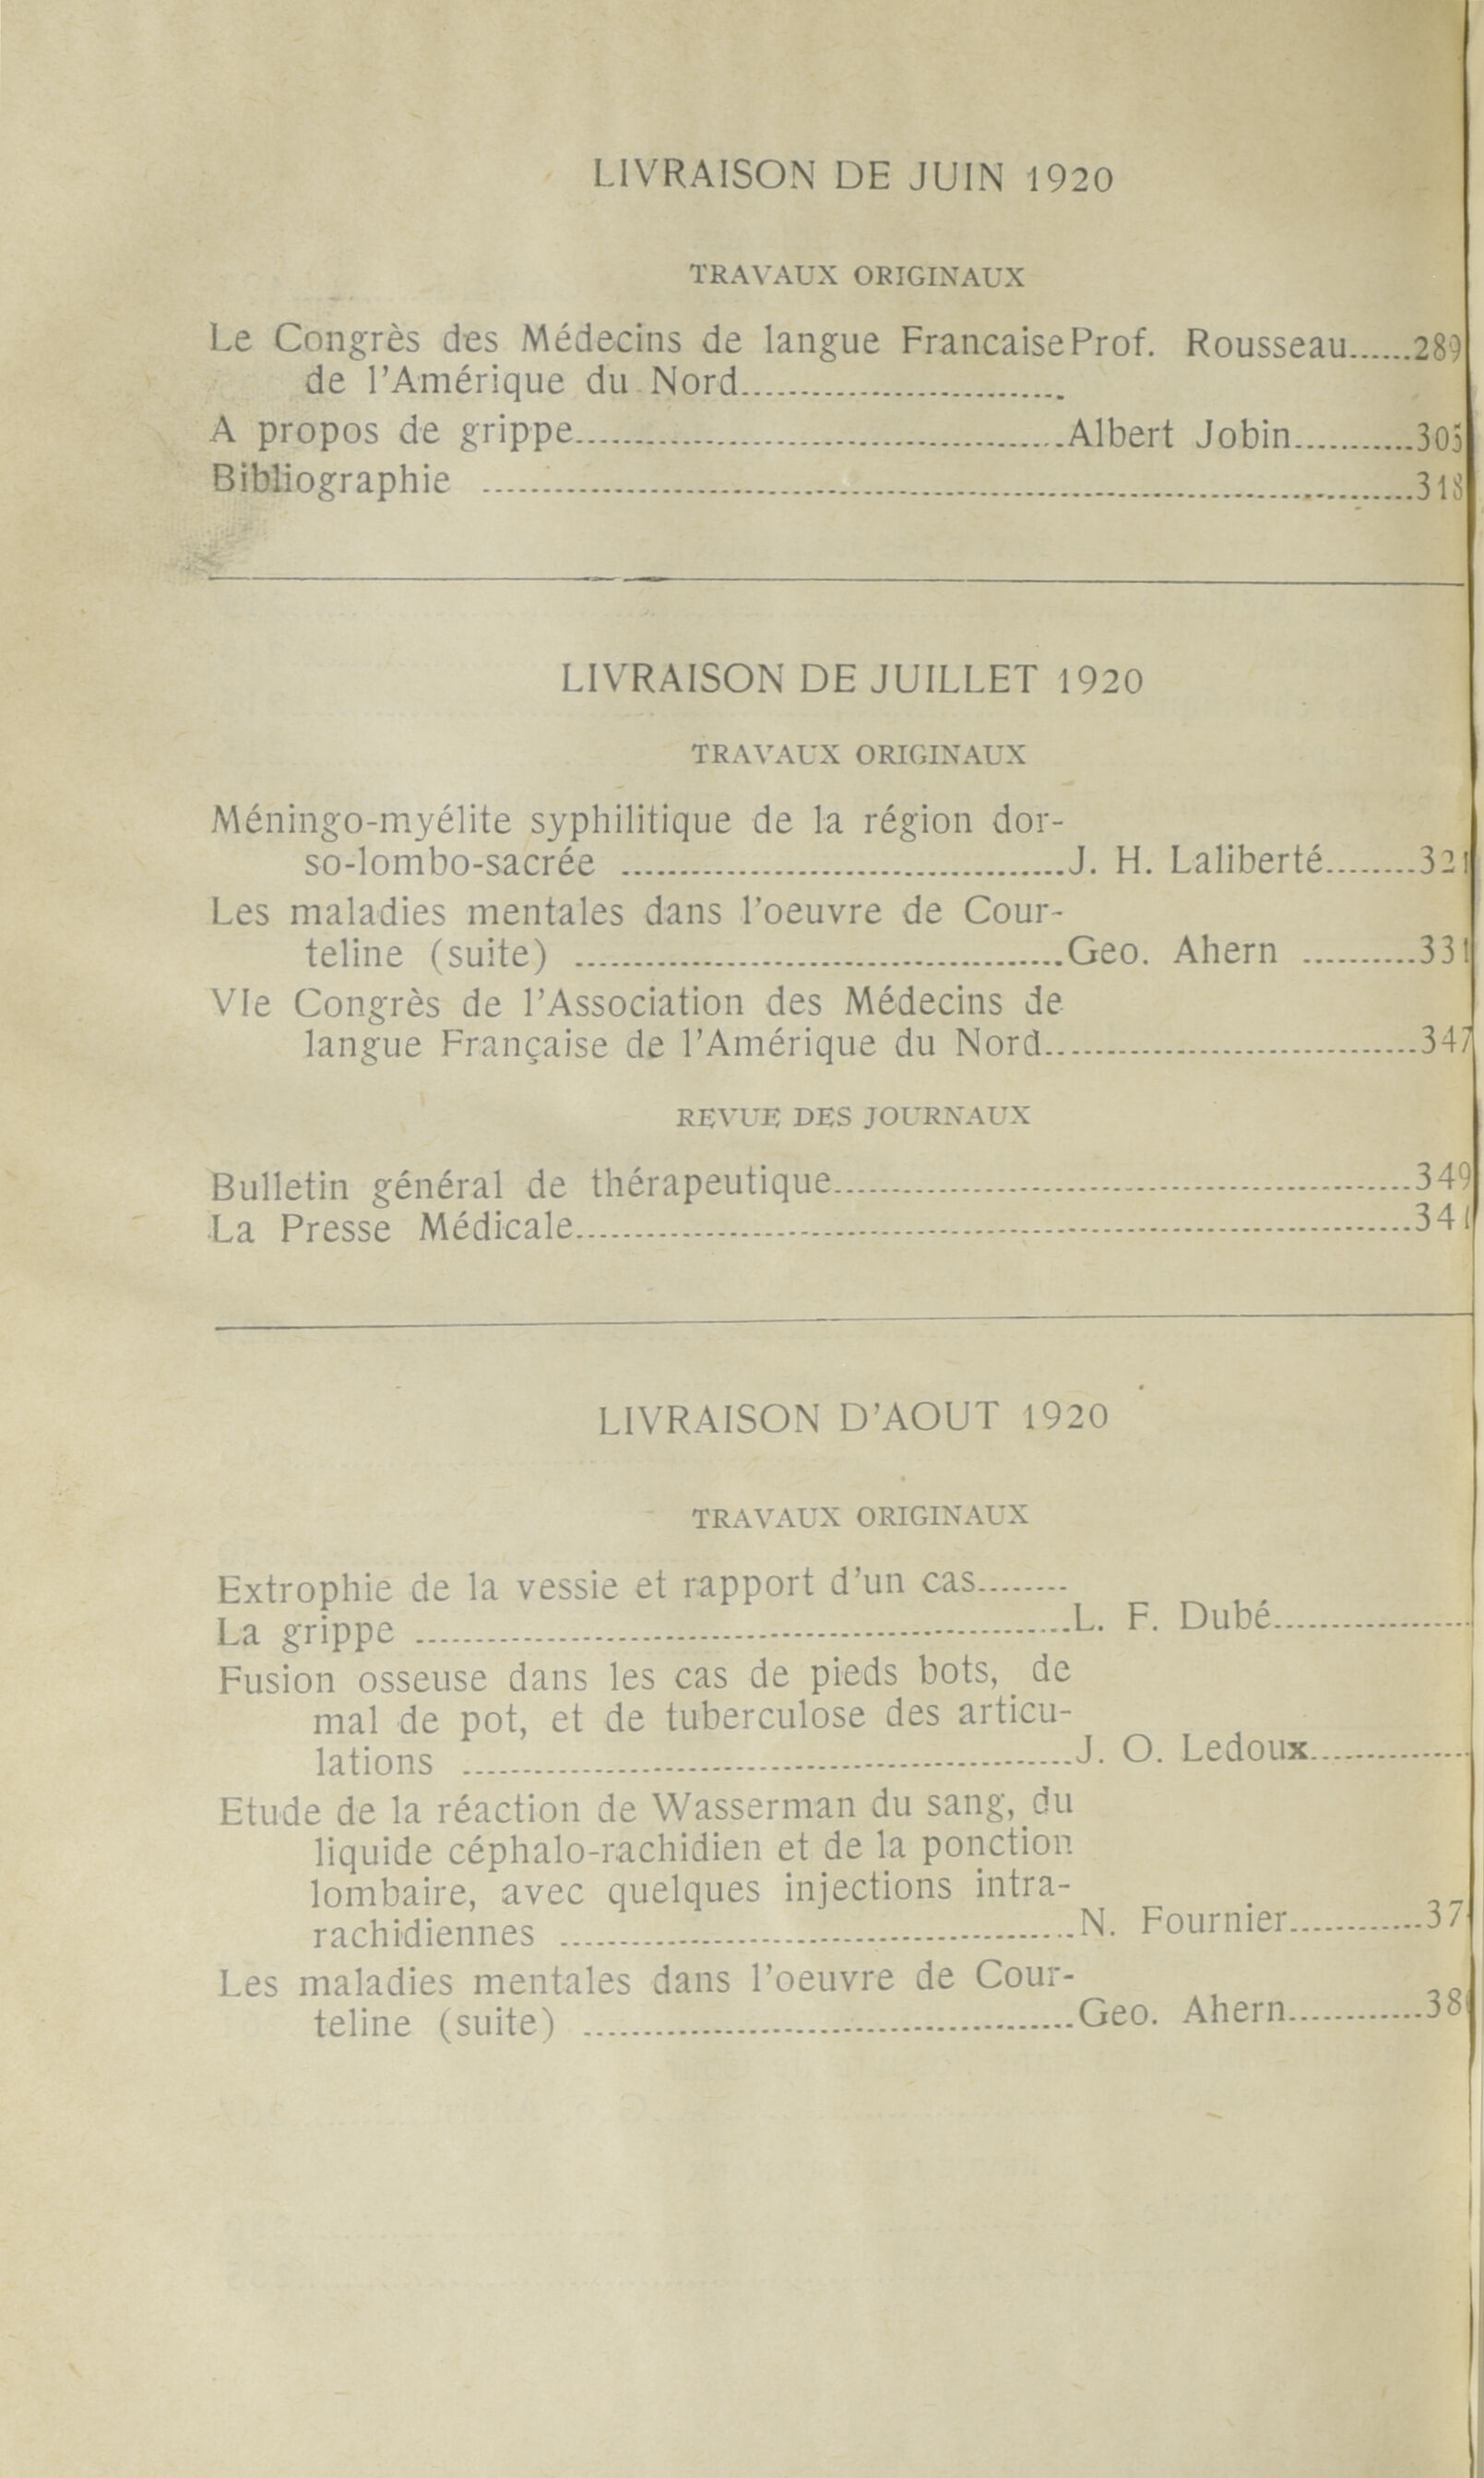 LIVRAISON DE JUIN 1920
TRAVAUX ORIGINAUX
Le Congrès des Médecins de langue Francaise Prof. Rousseau......289
de l'Amérique du Nord..............................
A propos de grippe..............................Albert Jobin............305
Bibliographie ..............................318
LIVRAISON DE JUILLET 1920
TRAVAUX ORIGINAUX
Méningo-myélite syphilitique de la région dor-
so-lombo-sacrée ..............................J. H. Laliberté.........321
Les maladies mentales dans l'oeuvre de Cour-
teline (suite) ..............................Geo. Ahern ...........331
VIe Congrès de l'Association des Médecins de
langue Française de l'Amérique du Nord..............................347
REVUE DES JOURNAUX
Bulletin général de thérapeutique..............................349
La Presse Médicale..............................
LIVRAISON D'AOUT 1920
TRAVAUX ORIGINAUX
Extrophie de la vessie et rapport d'un cas.........
La grippe ..............................L. F. Dubé....................
Fusion osseuse dans les cas de pieds bots, de
mal de pot, et de tuberculose des articu-
lations ..............................J. O. Ledoux................
Etude de la réaction de Wasserman du sang, du
liquide céphalo-rachidien et de la ponction
lombaire, avec quelques injections intra-
rachidiennes ..............................N. Fournier.............
Les maladies mentales dans l'oeuvre de Cour-
teline (suite) ..............................Geo. Ahern.............